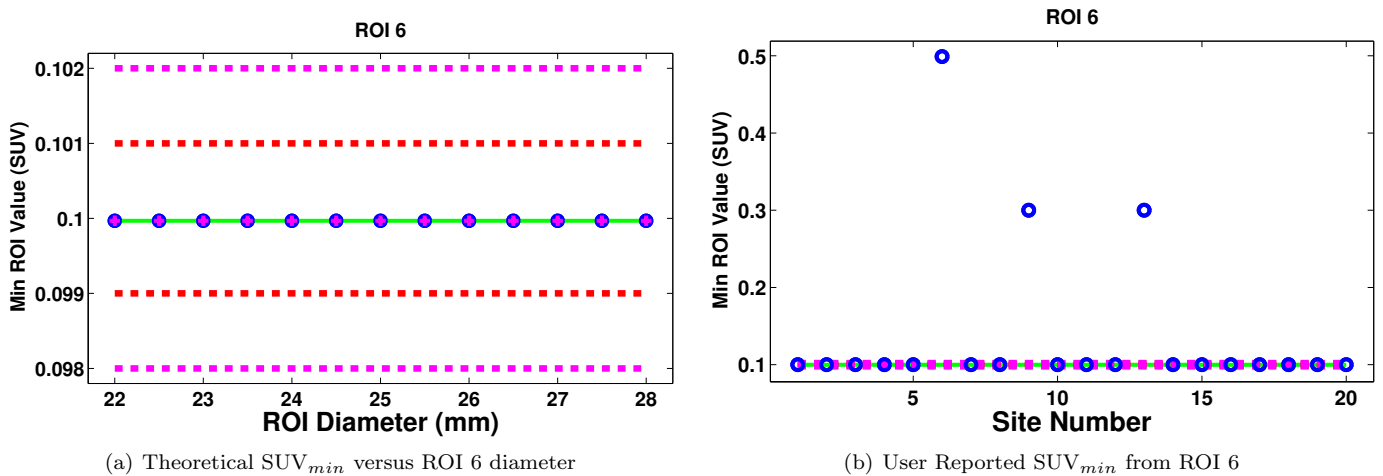 ROI 6
Min ROI Value (SUV)
0.102
0.101
0.1
0.099
0.098
22 23 24 25 26 27 28
ROI Diameter (mm)
(a) Theoretical SUVmin versus ROI 6 diameter
ROI 6
Min ROI Value (SUV)
0.5
0.4
0.3
0.2
0.1
5 10 15 20
Site Number
(b) User Reported SUVmin from ROI 6